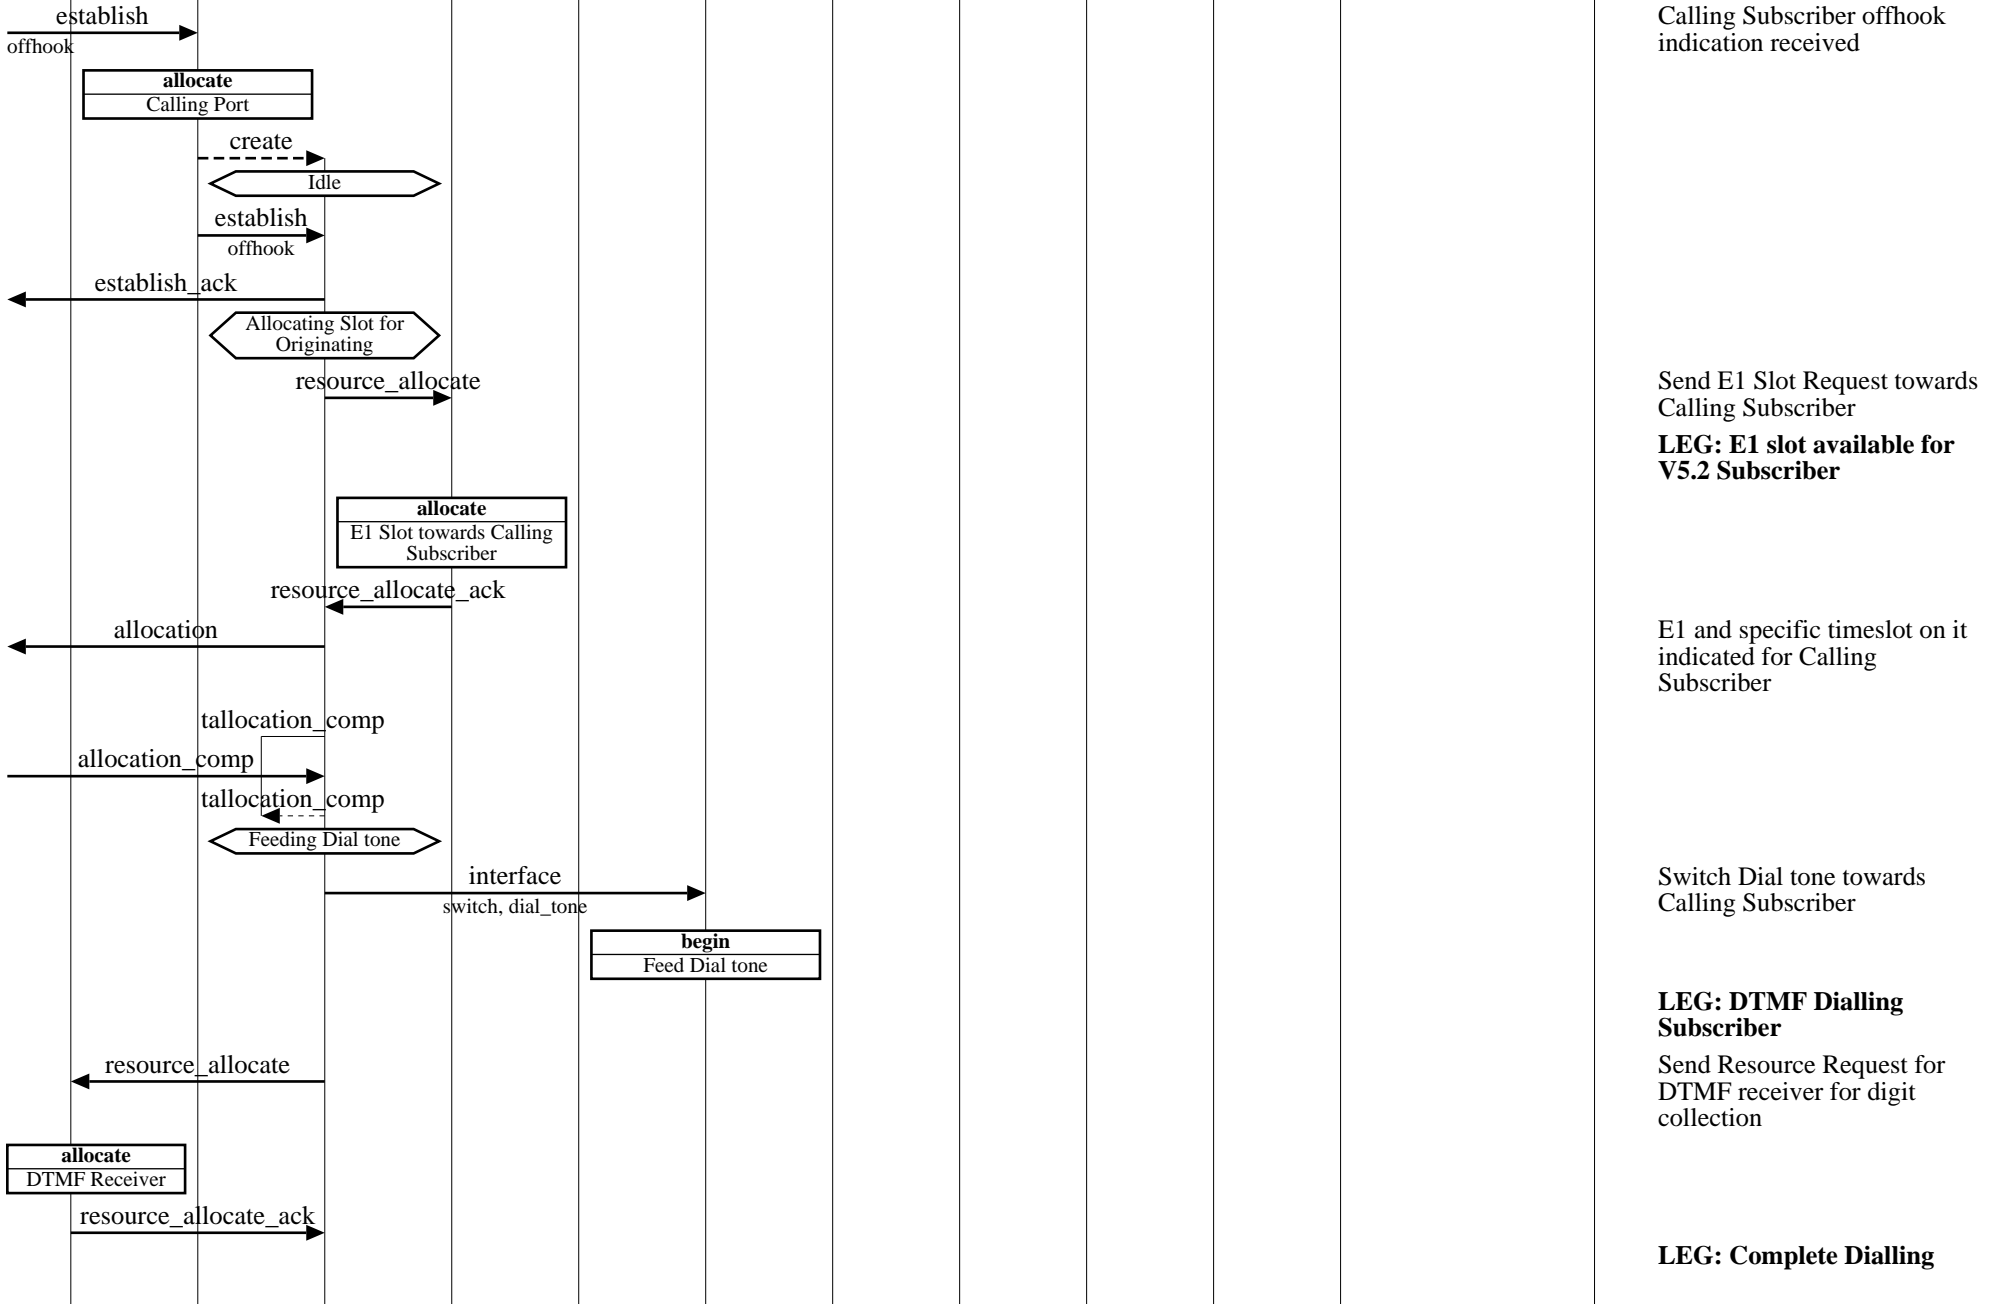 establish
Calling Subscriber offhook
indication received
offhook
allocate
Calling Port
create
Idle
establish
offhook
establish_ack
Allocating Slot for
Originating
resource_allocate
Send E1 Slot Request towards
Calling Subscriber
LEG: E1 slot available for
V5.2 Subscriber
allocate
E1 Slot towards Calling
Subscriber
resource_allocate_ack
allocation
E1 and specific timeslot on it
indicated for Calling
Subscriber
tallocation_comp
allocation_comp
tallocation_comp
Feeding Dial tone
interface
switch, dial_tone
Switch Dial tone towards
Calling Subscriber
begin
Feed Dial tone
LEG: DTMF Dialling
Subscriber
resource_allocate
Send Resource Request for
DTMF receiver for digit
collection
allocate
DTMF Receiver
resource_allocate_ack
LEG: Complete Dialling